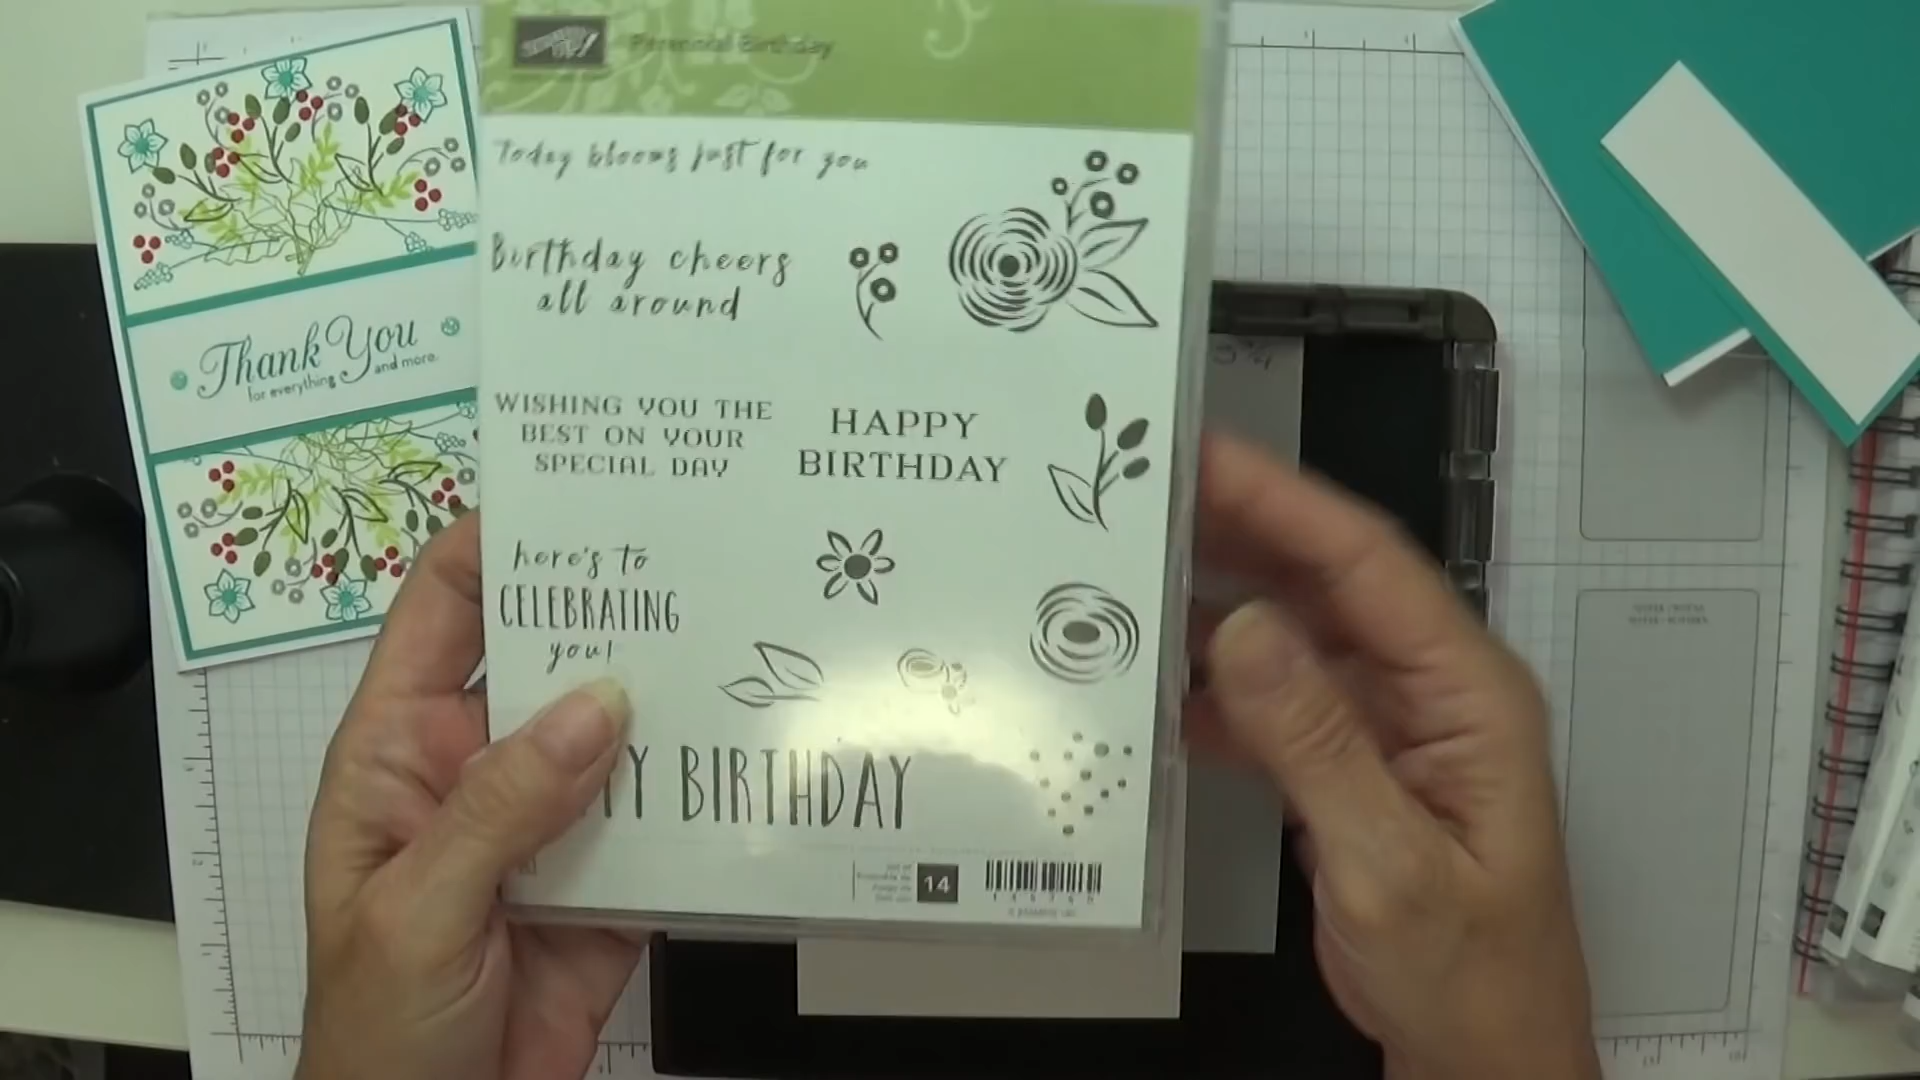 Perennial Birthday
Today blooms just for you
Birthday cheers
all around
WISHING YOU THE
BEST ON YOUR
SPECIAL DAY
HAPPY
BIRTHDAY
here's to
CELEBRATING
you!
BIRTHDAY
14
Thank You
for everything and more.